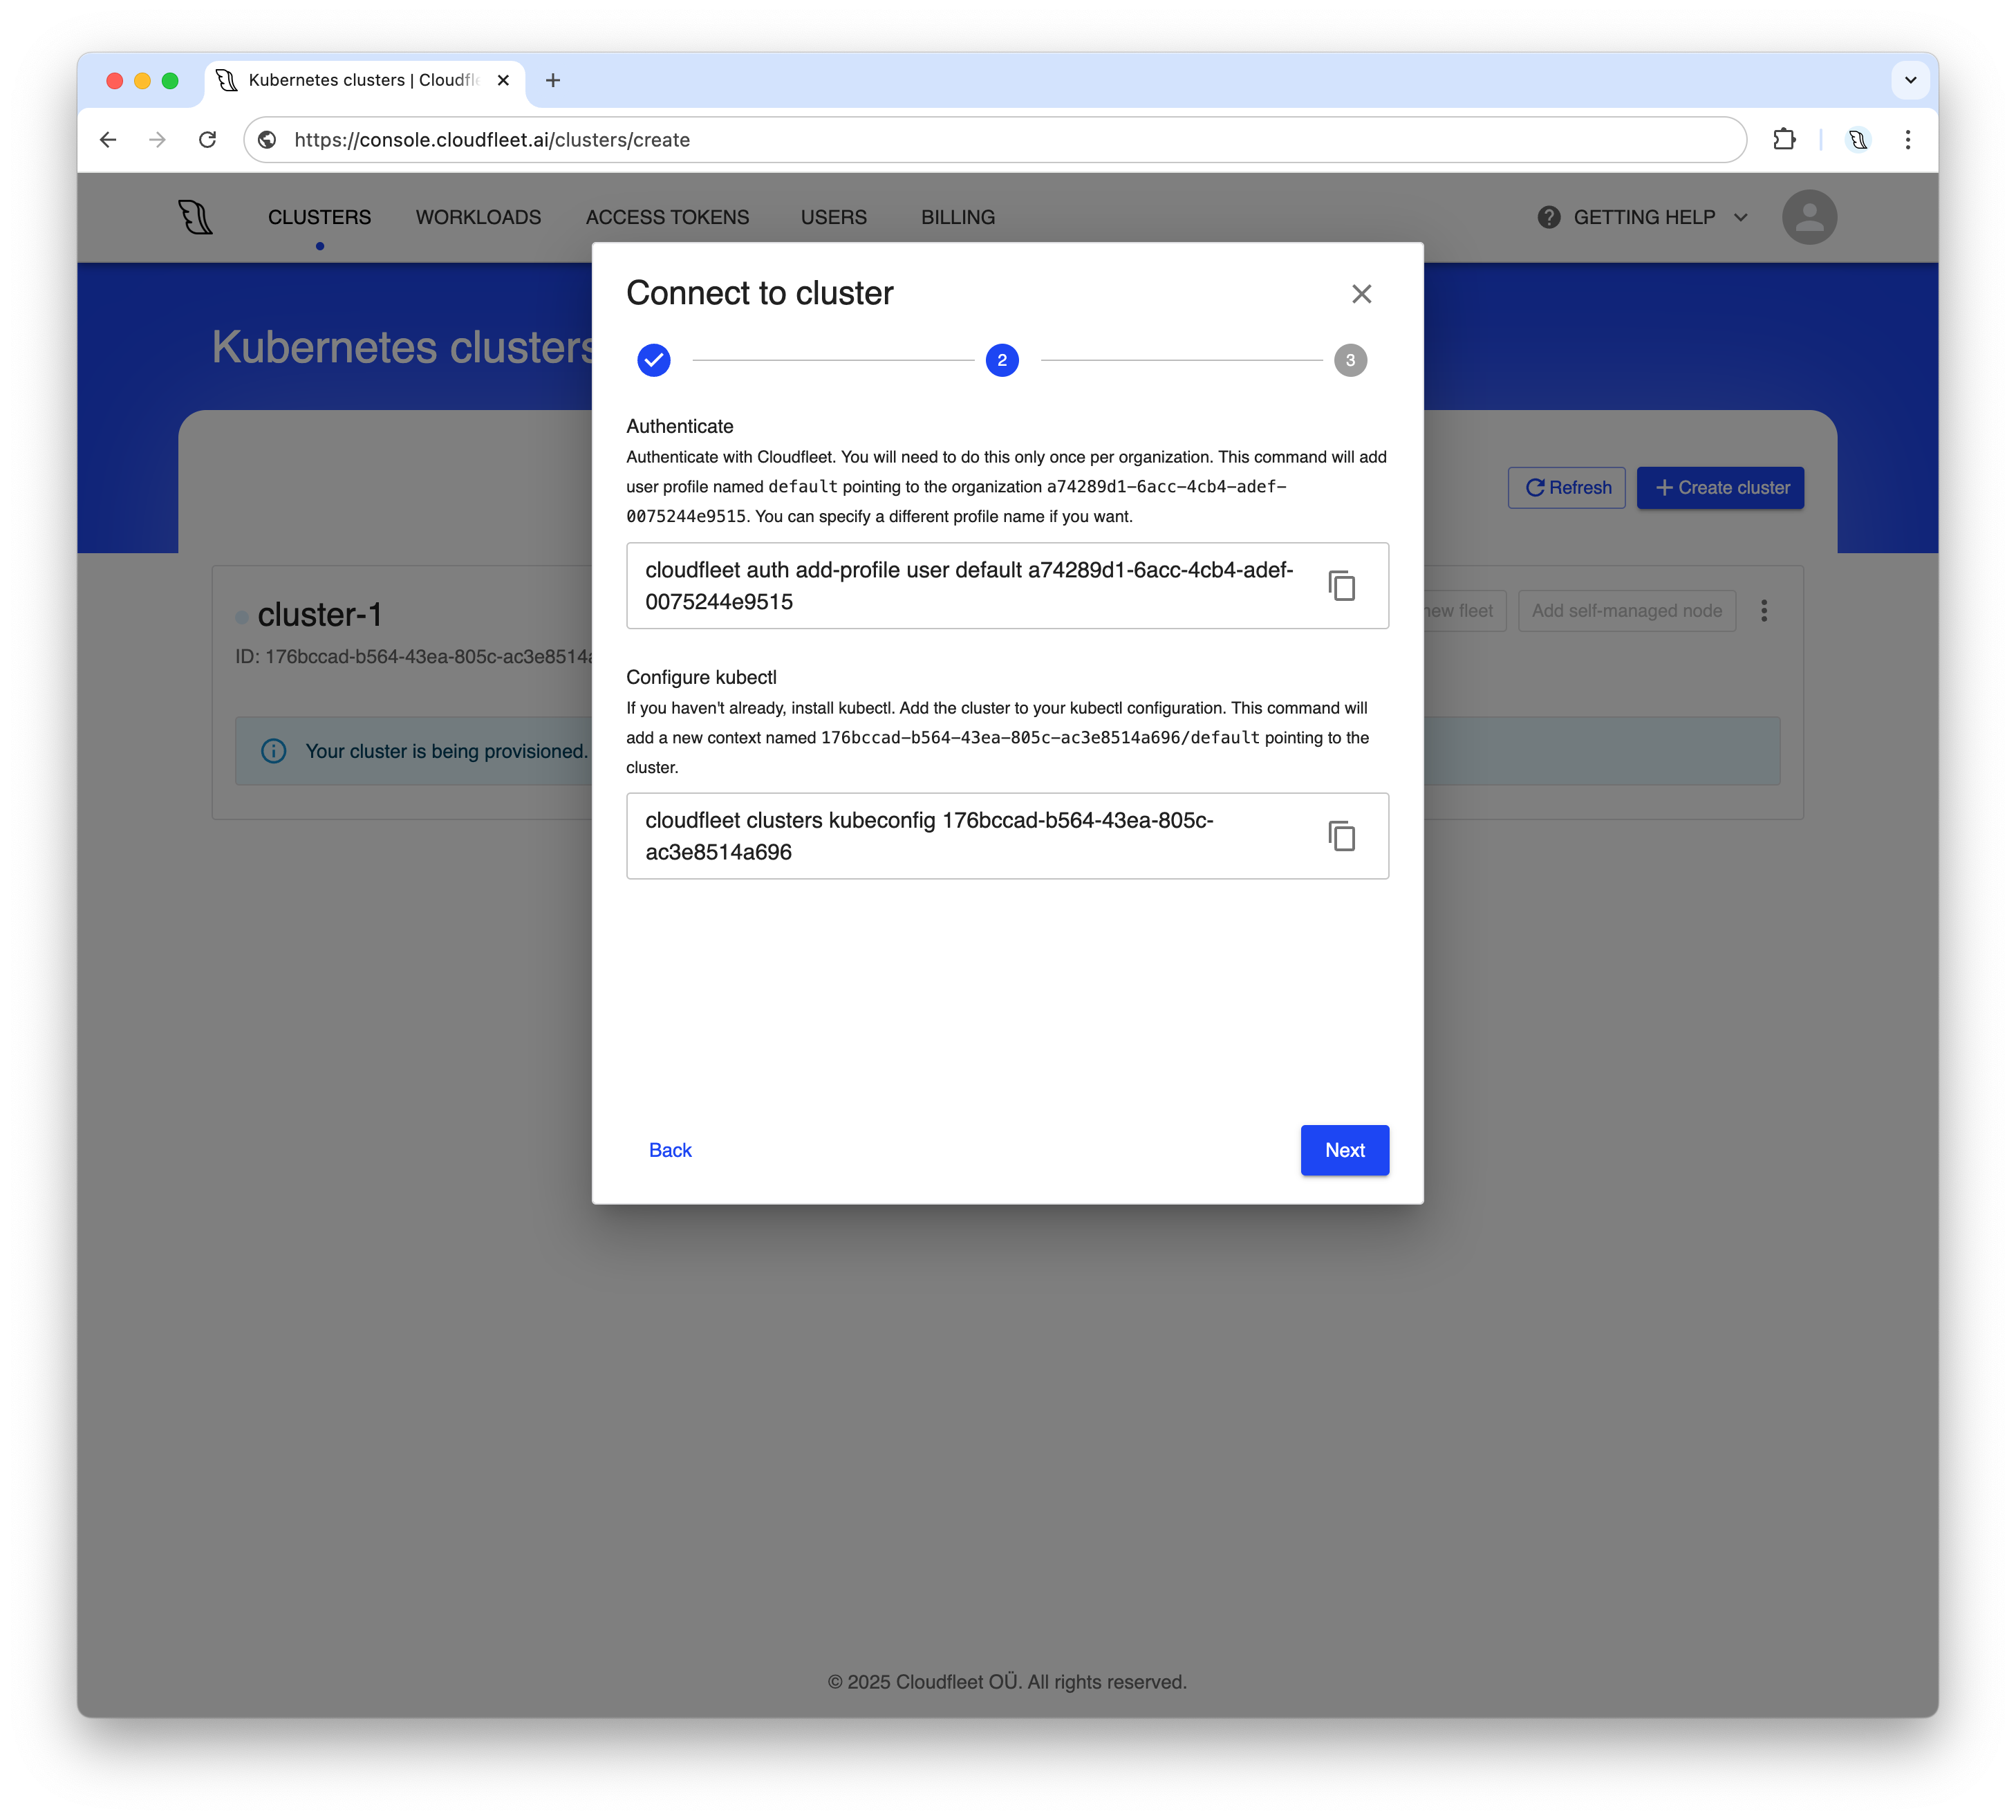 Kubernetes clusters | Cloudfle
https://console.cloudfleet.ai/clusters/create
CLUSTERS WORKLOADS ACCESS TOKENS USERS BILLING GETTING HELP
Kubernetes clusters
Connect to cluster
2 3
Authenticate
Authenticate with Cloudfleet. You will need to do this only once per organization. This command will add
user profile named default pointing to the organization a74289d1-6acc-4cb4-adef-
0075244e9515. You can specify a different profile name if you want.
Refresh Create cluster
cloudfleet auth add-profile user default a74289d1-6acc-4cb4-adef-
0075244e9515
cluster-1
new fleet Add self-managed node
ID: 176bccad-b564-43ea-805c-ac3e8514a
Configure kubectl
If you haven't already, install kubectl. Add the cluster to your kubectl configuration. This command will
add a new context named 176bccad-b564-43ea-805c-ac3e8514a696/default pointing to the
cluster.
Your cluster is being provisioned.
cloudfleet clusters kubeconfig 176bccad-b564-43ea-805c-
ac3e8514a696
Back Next
© 2025 Cloudfleet OÜ. All rights reserved.